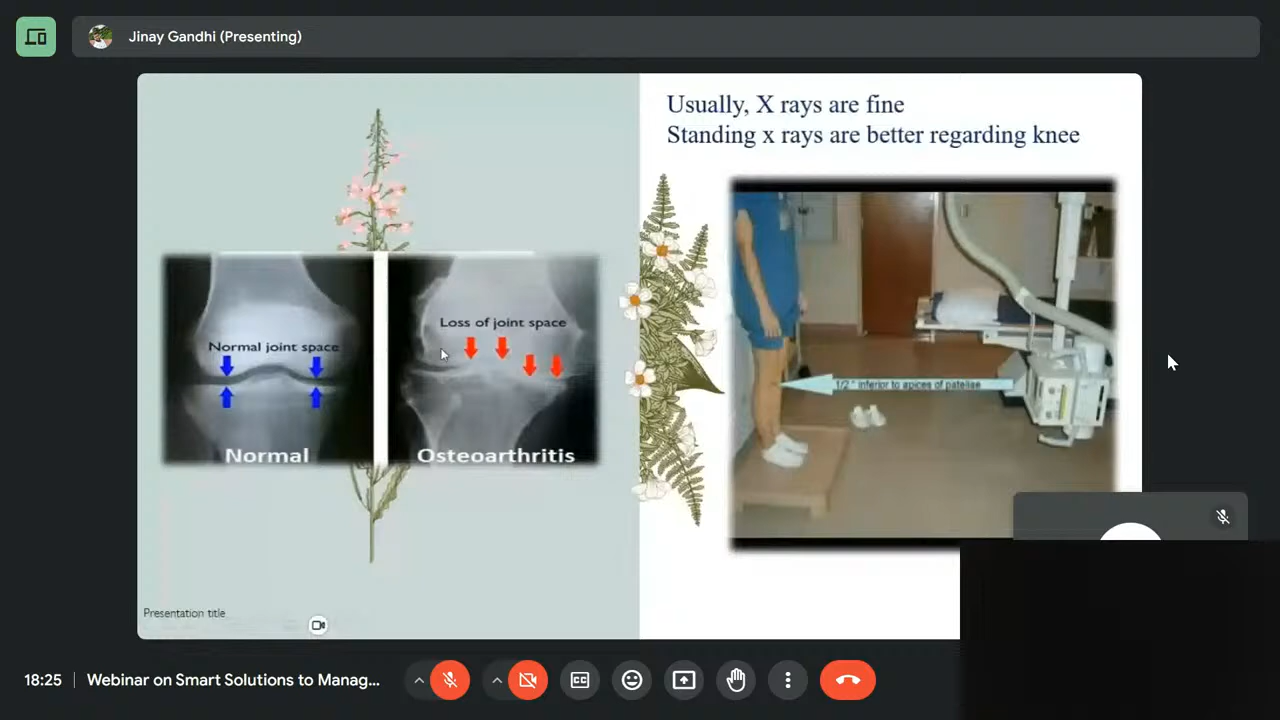 Jinay Gandhi (Presenting)
Usually, X rays are fine
Standing x rays are better regarding knee
Normal joint space
Normal
Loss of joint space
Osteoarthritis
1/2 " inferior to apices of patellae
Presentation title
18:25
Webinar on Smart Solutions to Manag...